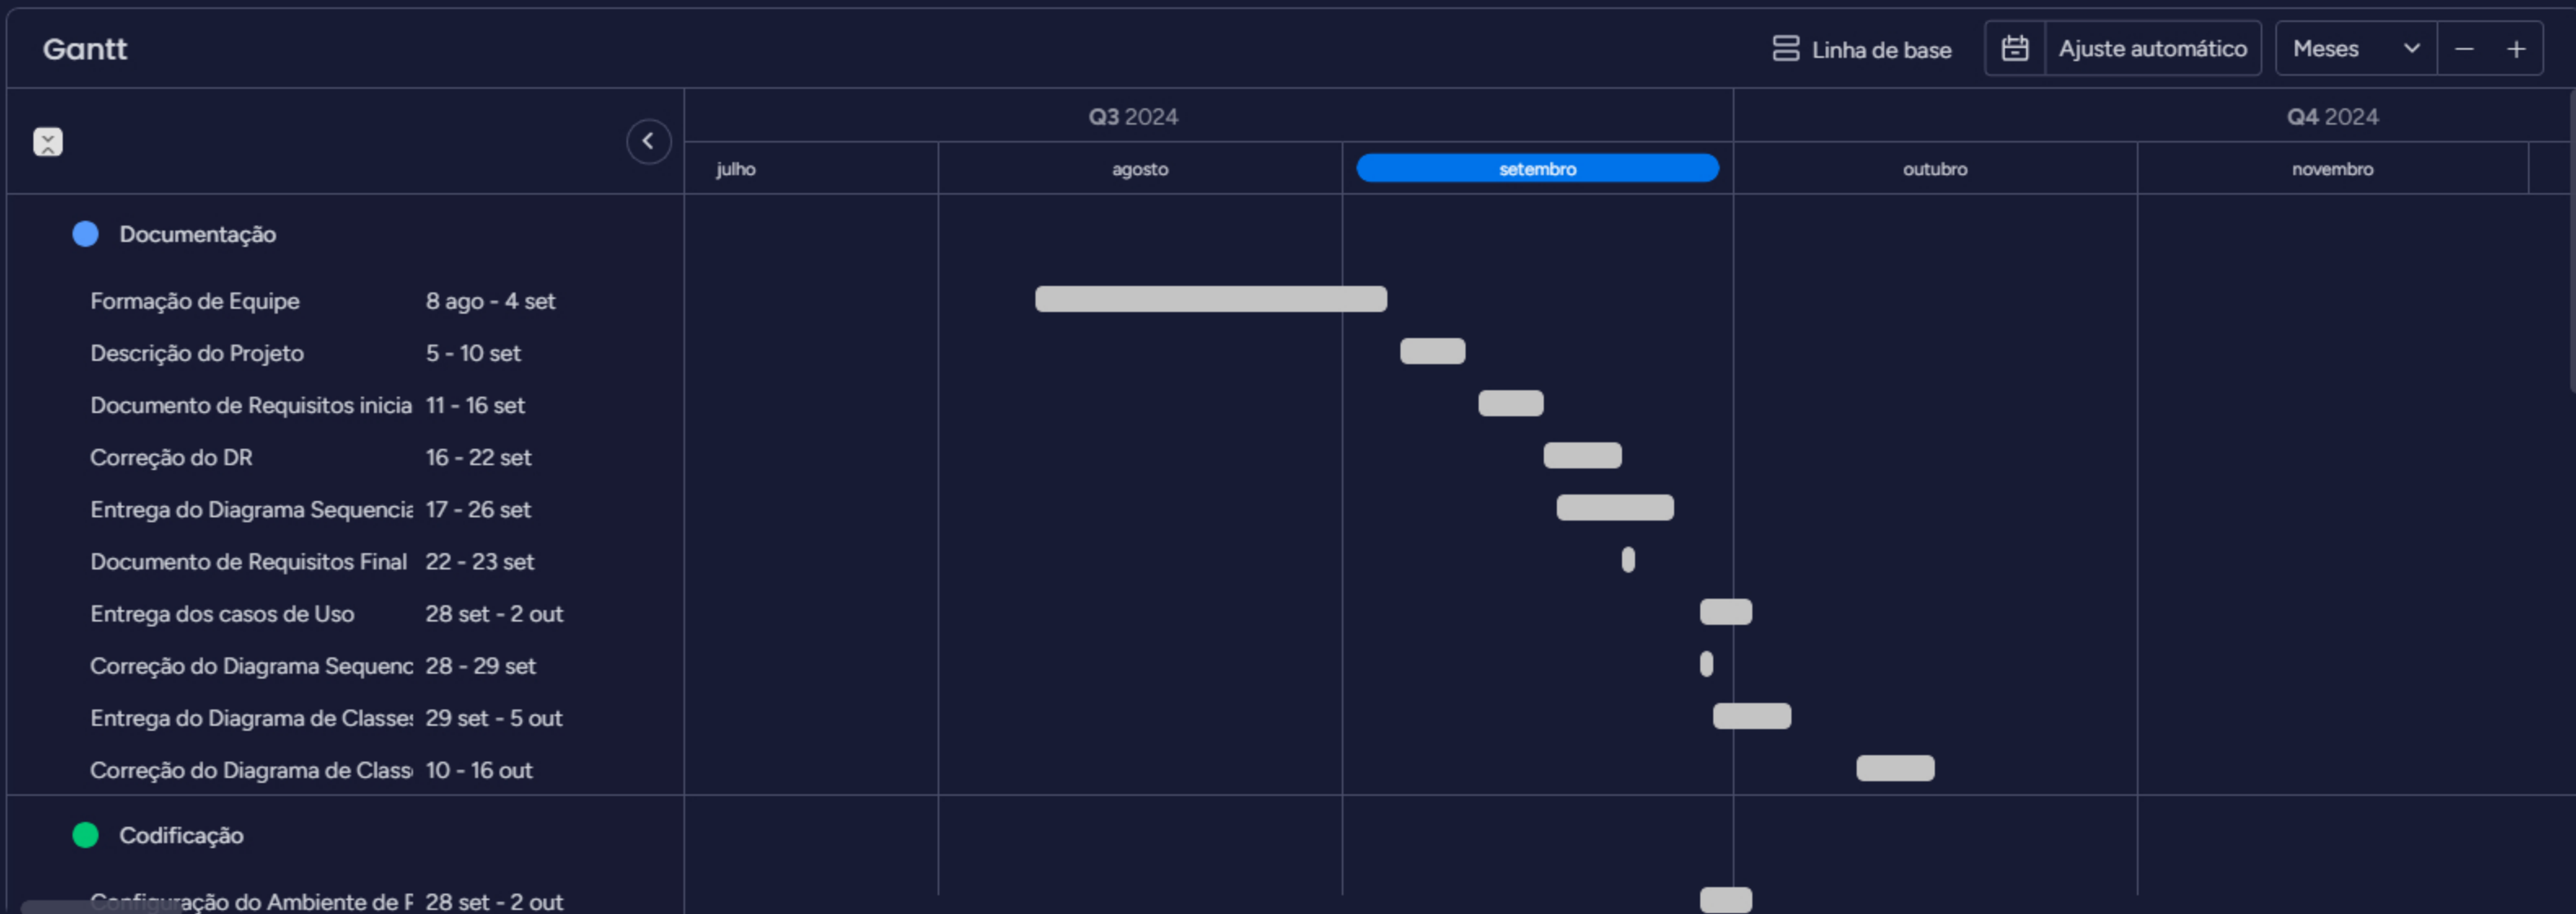 Gantt
Linha de base
Ajuste automático
Meses
Q3 2024
Q4 2024
julho
agosto
setembro
outubro
novembro
Documentação
Formação de Equipe 8 ago - 4 set
Descrição do Projeto 5 - 10 set
Documento de Requisitos inicia 11 - 16 set
Correção do DR 16 - 22 set
Entrega do Diagrama Sequencia 17 - 26 set
Documento de Requisitos Final 22 - 23 set
Entrega dos casos de Uso 28 set - 2 out
Correção do Diagrama Sequenc 28 - 29 set
Entrega do Diagrama de Classes 29 set - 5 out
Correção do Diagrama de Class 10 - 16 out
Codificação
Configuração do Ambiente de 28 set - 2 out